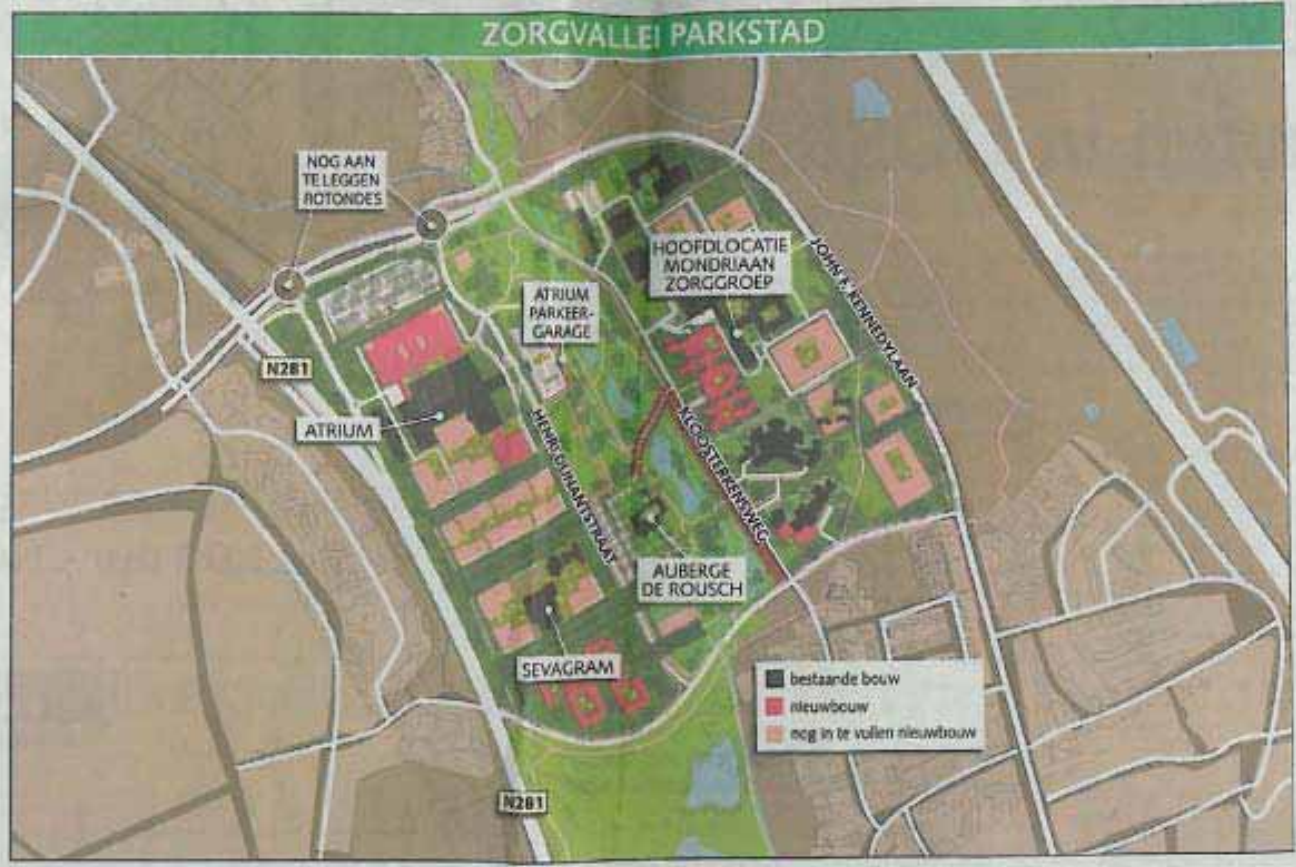 ZORGVALLEI PARKSTAD
NOG AAN
TE LEGGEN
ROTONDES
HOOFDLOCATIE
MONDRIAAN
ZORGGROEP
JOHN F. KENNEDYLAAN
ATRIUM
PARKEER-
GARAGE
N281
ATRIUM
HENRI DUNANTSTRAAT
KLOOSTERKENSWEG
AUBERGE
DE ROUSCH
SEVAGRAM
bestaande bouw
nieuwbouw
nog in te vullen nieuwbouw
N281